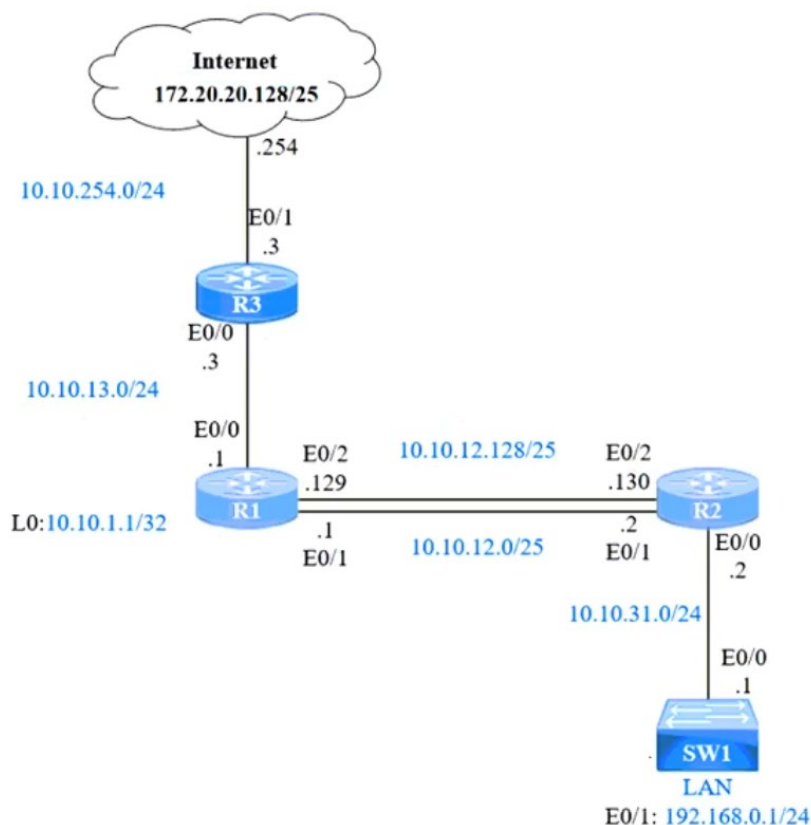 Internet
172.20.20.128/25
.254
10.10.254.0/24
E0/1
.3
R3
E0/0
.3
10.10.13.0/24
E0/0
.1
E0/2
10.10.12.128/25
E0/2
.129
.130
L0:10.10.1.1/32
R1
R2
.1
.2
E0/1
10.10.12.0/25
E0/1
E0/0
.2
10.10.31.0/24
E0/0
.1
SW1
LAN
E0/1: 192.168.0.1/24